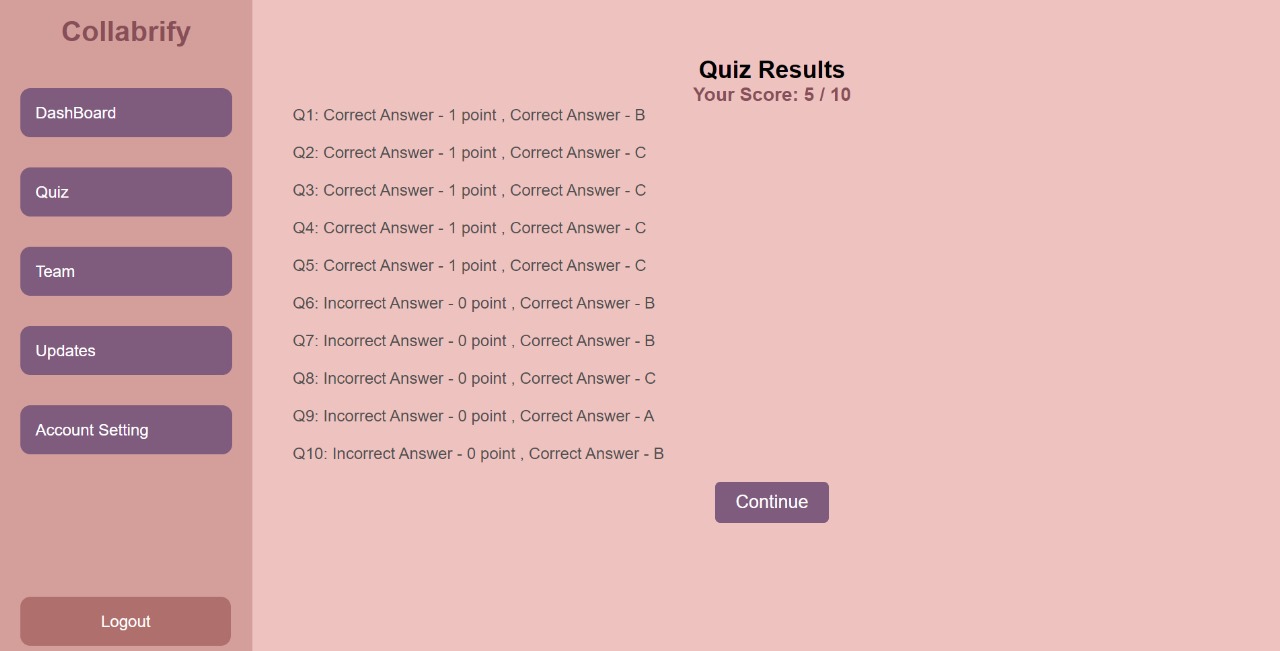 Collabrify
DashBoard
Quiz
Team
Updates
Account Setting
Logout
Quiz Results
Your Score: 5 / 10
Q1: Correct Answer - 1 point , Correct Answer - B
Q2: Correct Answer - 1 point , Correct Answer - C
Q3: Correct Answer - 1 point , Correct Answer - C
Q4: Correct Answer - 1 point , Correct Answer - C
Q5: Correct Answer - 1 point , Correct Answer - C
Q6: Incorrect Answer - 0 point , Correct Answer - B
Q7: Incorrect Answer - 0 point , Correct Answer - B
Q8: Incorrect Answer - 0 point , Correct Answer - C
Q9: Incorrect Answer - 0 point , Correct Answer - A
Q10: Incorrect Answer - 0 point , Correct Answer - B
Continue